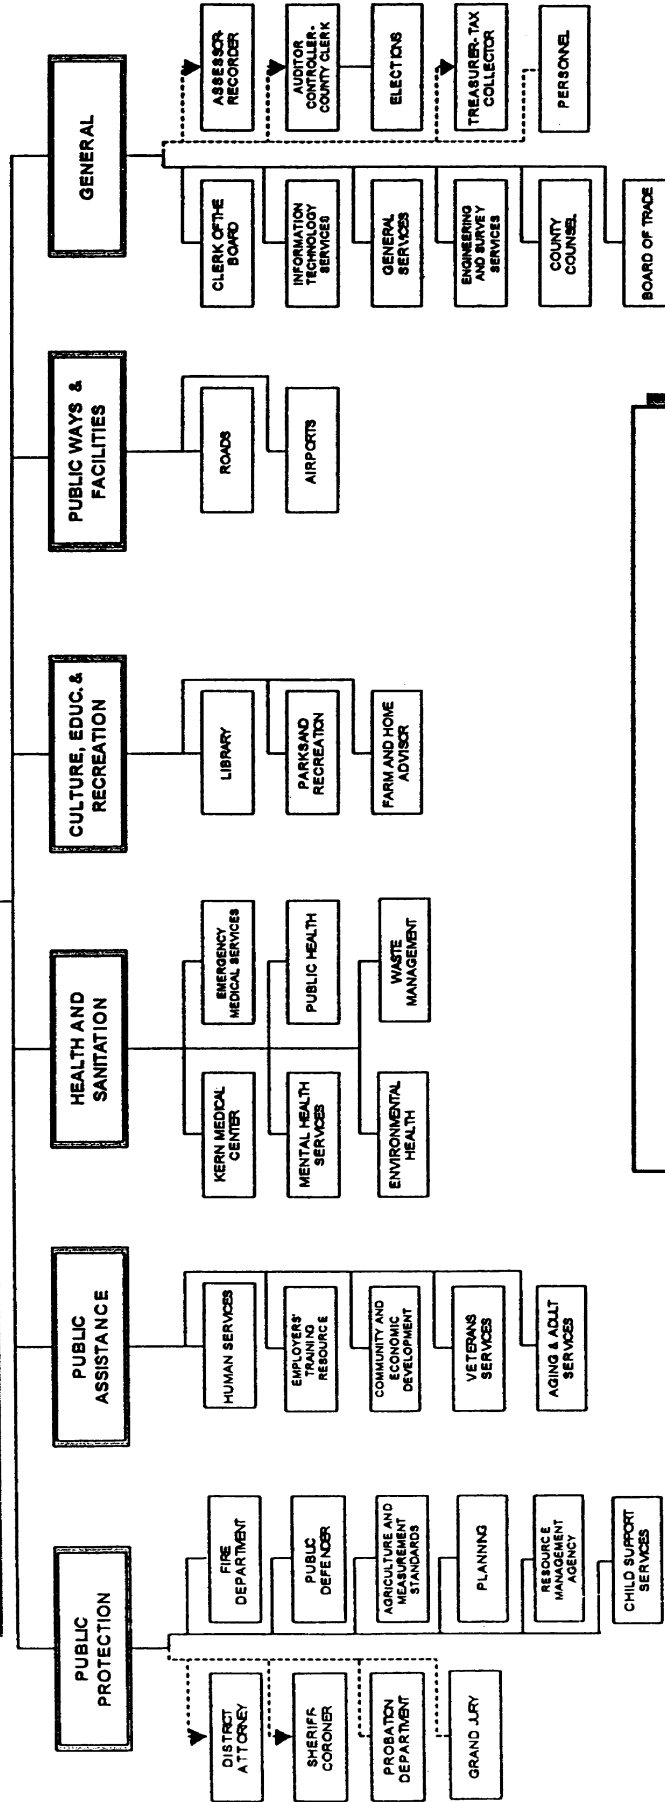 PUBLIC
PROTECTION
DISTRICT
ATTORNEY
SHERIFF
CORONER
PROBATION
DEPARTMENT
GRAND JURY
FIRE
DEPARTMENT
PUBLIC
DEFENDER
AGRICULTURE AND
MEASUREMENT
STANDARDS
PLANNING
RESOURCE
MANAGEMENT
AGENCY
CHILD SUPPORT
SERVICES
PUBLIC
ASSISTANCE
HUMAN SERVICES
EMPLOYERS'
TRAINING
RESOURCE
COMMUNITY AND
ECONOMIC
DEVELOPMENT
VETERANS
SERVICES
AGING & ADULT
SERVICES
HEALTH AND
SANITATION
KERN MEDICAL
CENTER
MENTAL HEALTH
SERVICES
ENVIRONMENTAL
HEALTH
EMERGENCY
MEDICAL SERVICES
PUBLIC HEALTH
WASTE
MANAGEMENT
CULTURE, EDUC. &
RECREATION
LIBRARY
PARKS AND
RECREATION
FARM AND HOME
ADVISOR
PUBLIC WAYS &
FACILITIES
ROADS
AIRPORTS
GENERAL
CLERK OF THE
BOARD
INFORMATION
TECHNOLOGY
SERVICES
GENERAL
SERVICES
ENGINEERING
AND SURVEY
SERVICES
COUNTY
COUNSEL
BOARD OF TRADE
ASSESSOR-
RECORDER
AUDITOR
CONTROLLER-
COUNTY CLERK
ELECTIONS
TREASURER-TAX
COLLECTOR
PERSONNEL